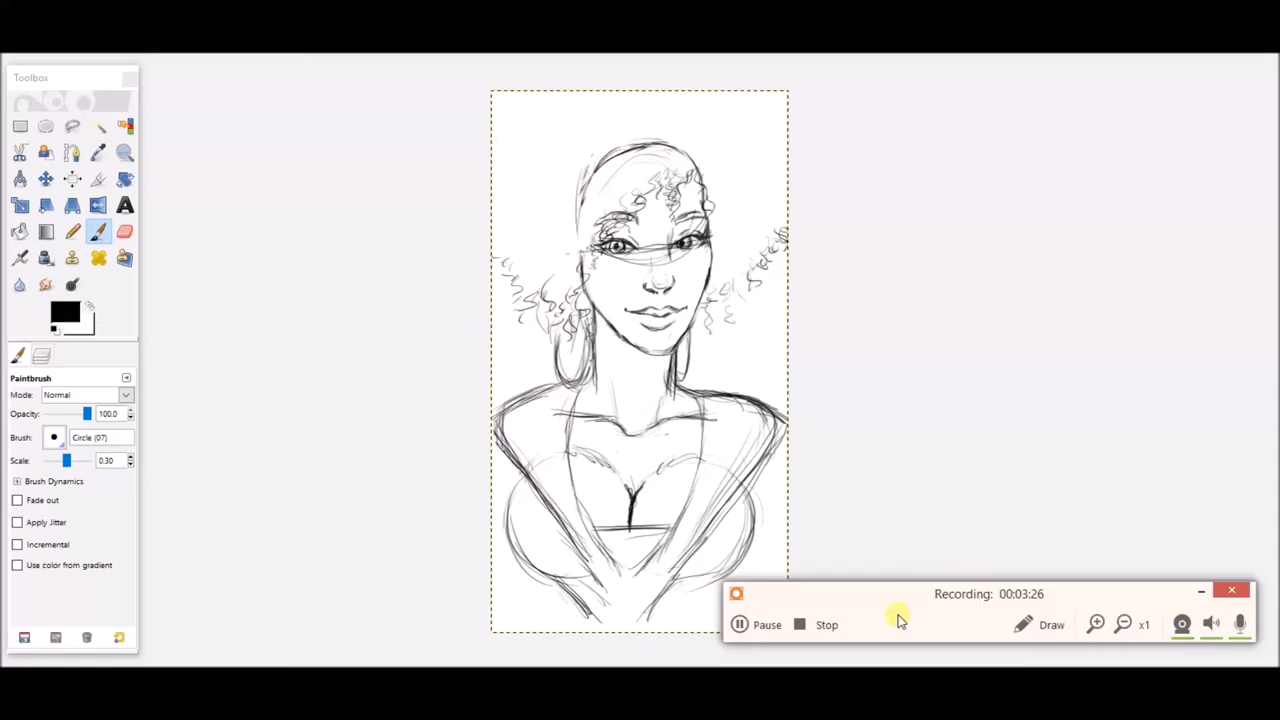 Toolbox
A
Paintbrush
Mode: Normal
Opacity: 100.0
Brush: Circle (07)
Scale: 0.30
Brush Dynamics
Fade out
Apply Jitter
Incremental
Use color from gradient
Recording: 00:03:26
Pause Stop Draw x1